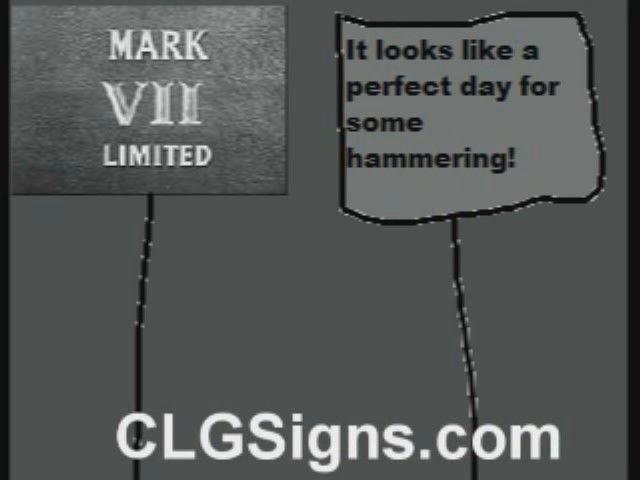 MARK
VII
LIMITED
It looks like a
perfect day for
some
hammering!
CLGSigns.com